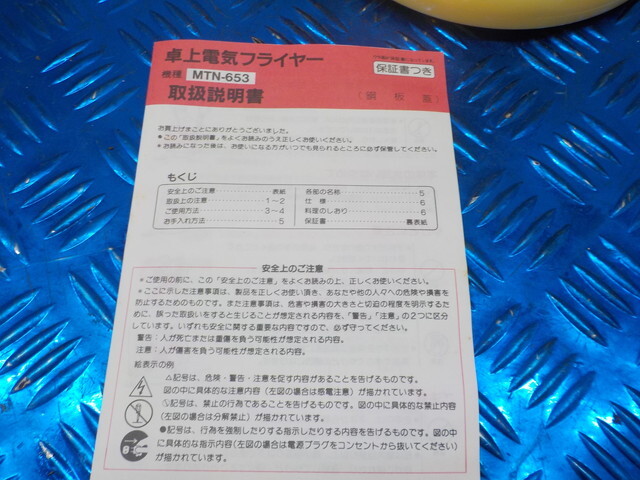 卓上電気フライヤー
機種 MTN-653
取扱説明書
保証書つき
お買上げまことにありがとうございました。
●この「取扱説明書」をよくお読みのうえ正しくお使いください。
＊お読みになった後は、お使いになる方がいつでも見られるところに必ず保管してください。
もくじ
安全上のご注意 表紙
取扱上の注意 1～2
ご使用方法 3～4
お手入れ方法 5
各部の名称 5
仕様 6
料理のしおり 6
保証書 裏表紙
安全上のご注意
＊ご使用の前に、この「安全上のご注意」をよくお読みの上、正しくお使いください。
＊ここに示した注意事項は、製品を正しくお使い頂き、あなたや他の人々への危険や損害を
防止するためのものです。また注意事項は、危害や損害の大きさと切迫の程度を明示するた
めに、誤った取扱いをすると生じることが想定される内容を、「警告」「注意」の2つに区分
しています。いずれも安全に関する重要な内容ですので、必ず守ってください。
警告：人が死亡または重傷を負う可能性が想定される内容。
注意：人が傷害を負う可能性が想定される内容。
絵表示の例
△記号は、危険・警告・注意を促す内容があることを告げるものです。
図の中に具体的な注意内容（左図の場合は感電注意）が描かれています。
記号は、禁止の行為であることを告げるものです。図の中に具体的な禁止内容
（左図の場合は分解禁止）が描かれています。
●記号は、行為を強制したりする指示したりする内容を告げるものです。図の中
に具体的な指示内容(左図の場合は電源プラグをコンセントから抜いてください)
が描かれています。